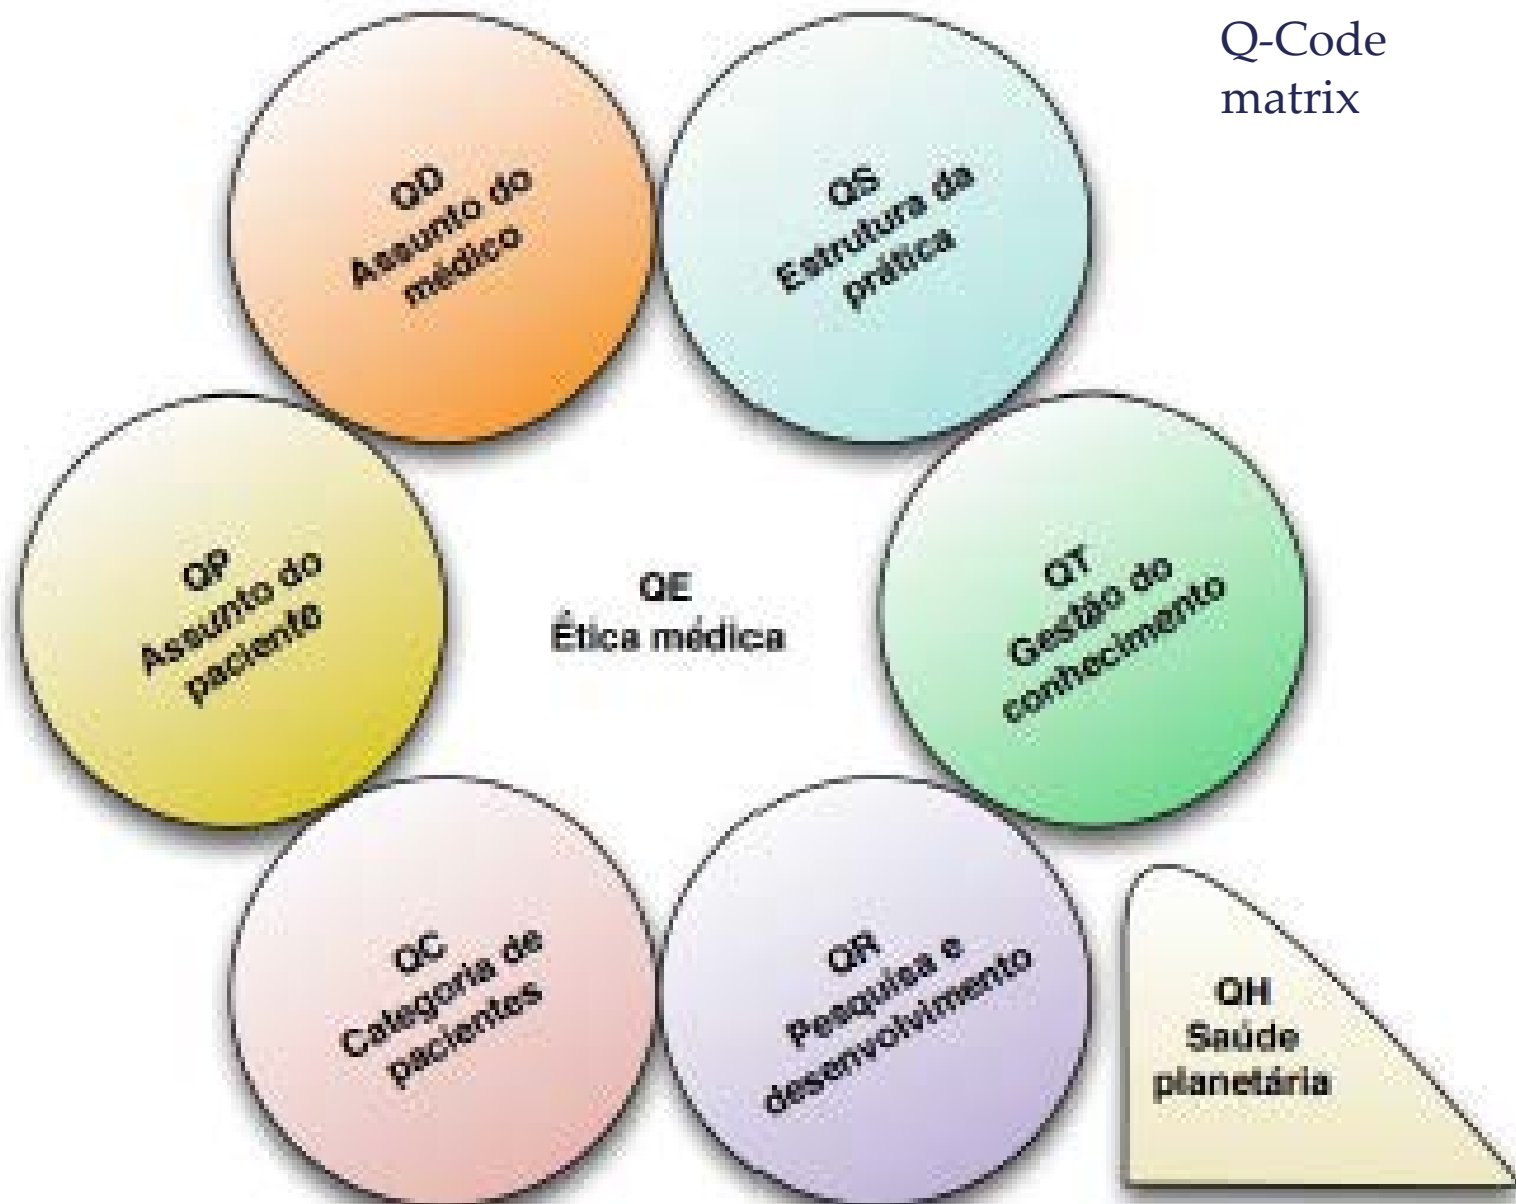 Q-Code
matrix
QD
Assunto do
médico
QS
Estrutura da
prática
QP
Assunto do
paciente
QE
Ética médica
QT
Gestão do
conhecimento
QC
Categoria de
pacientes
QR
Pesquisa e
desenvolvimento
QH
Saúde
planetária